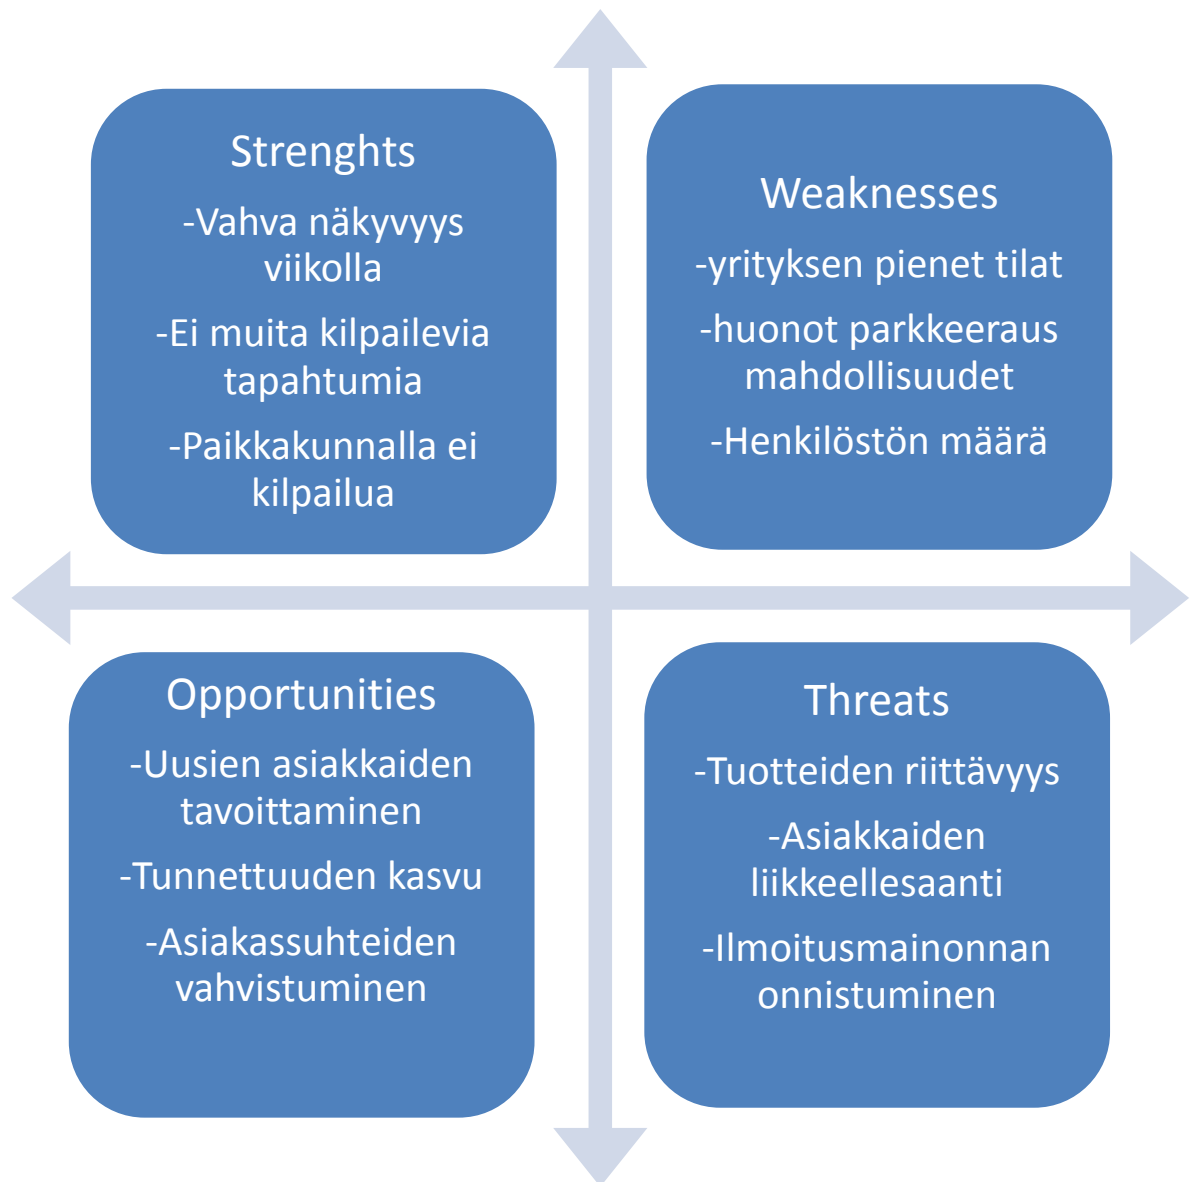 Strenghts
-Vahva näkyvyys
viikolla
-Ei muita kilpailevia
tapahtumia
-Paikkakunnalla ei
kilpailua
Weaknesses
-yrityksen pienet tilat
-huonot parkkeeraus
mahdollisuudet
-Henkilöstön määrä
Opportunities
-Uusien asiakkaiden
tavoittaminen
-Tunnettuuden kasvu
-Asiakassuhteiden
vahvistuminen
Threats
-Tuotteiden riittävyys
-Asiakkaiden
liikkeellesaanti
-Ilmoitusmainonnan
onnistuminen